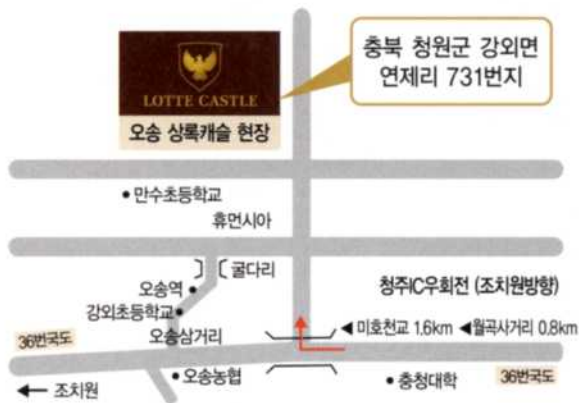 LOTTE CASTLE
오송 상록캐슬 현장
충북 청원군 강외면
연제리 731번지
만수초등학교
휴먼시아
굴다리
오송역
강외초등학교
청주IC우회전 (조치원방향)
◀ 미호천교 1.6km ◀월곡사거리 0.8km
오송삼거리
36번국도
← 조치원
오송농협
충청대학
36번국도